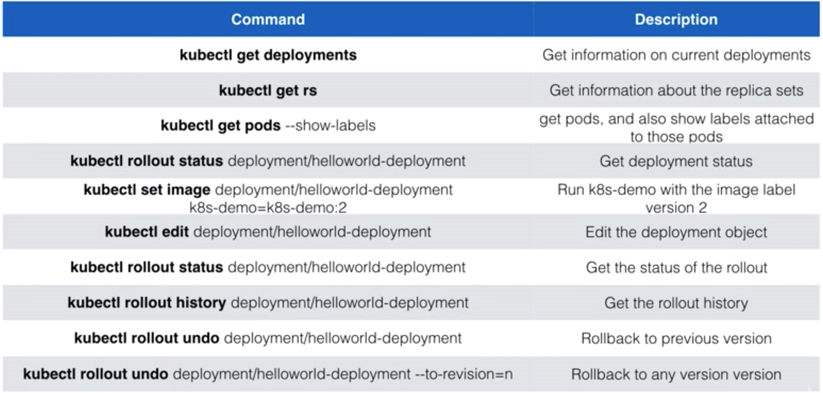 Command Description
kubectl get deployments Get information on current deployments
kubectl get rs Get information about the replica sets
kubectl get pods --show-labels get pods, and also show labels attached
to those pods
kubectl rollout status deployment/helloworld-deployment Get deployment status
kubectl set image deployment/helloworld-deployment Run k8s-demo with the image label
k8s-demo=k8s-demo:2 version 2
kubectl edit deployment/helloworld-deployment Edit the deployment object
kubectl rollout status deployment/helloworld-deployment Get the status of the rollout
kubectl rollout history deployment/helloworld-deployment Get the rollout history
kubectl rollout undo deployment/helloworld-deployment Rollback to previous version
kubectl rollout undo deployment/helloworld-deployment --to-revision=n Rollback to any version version